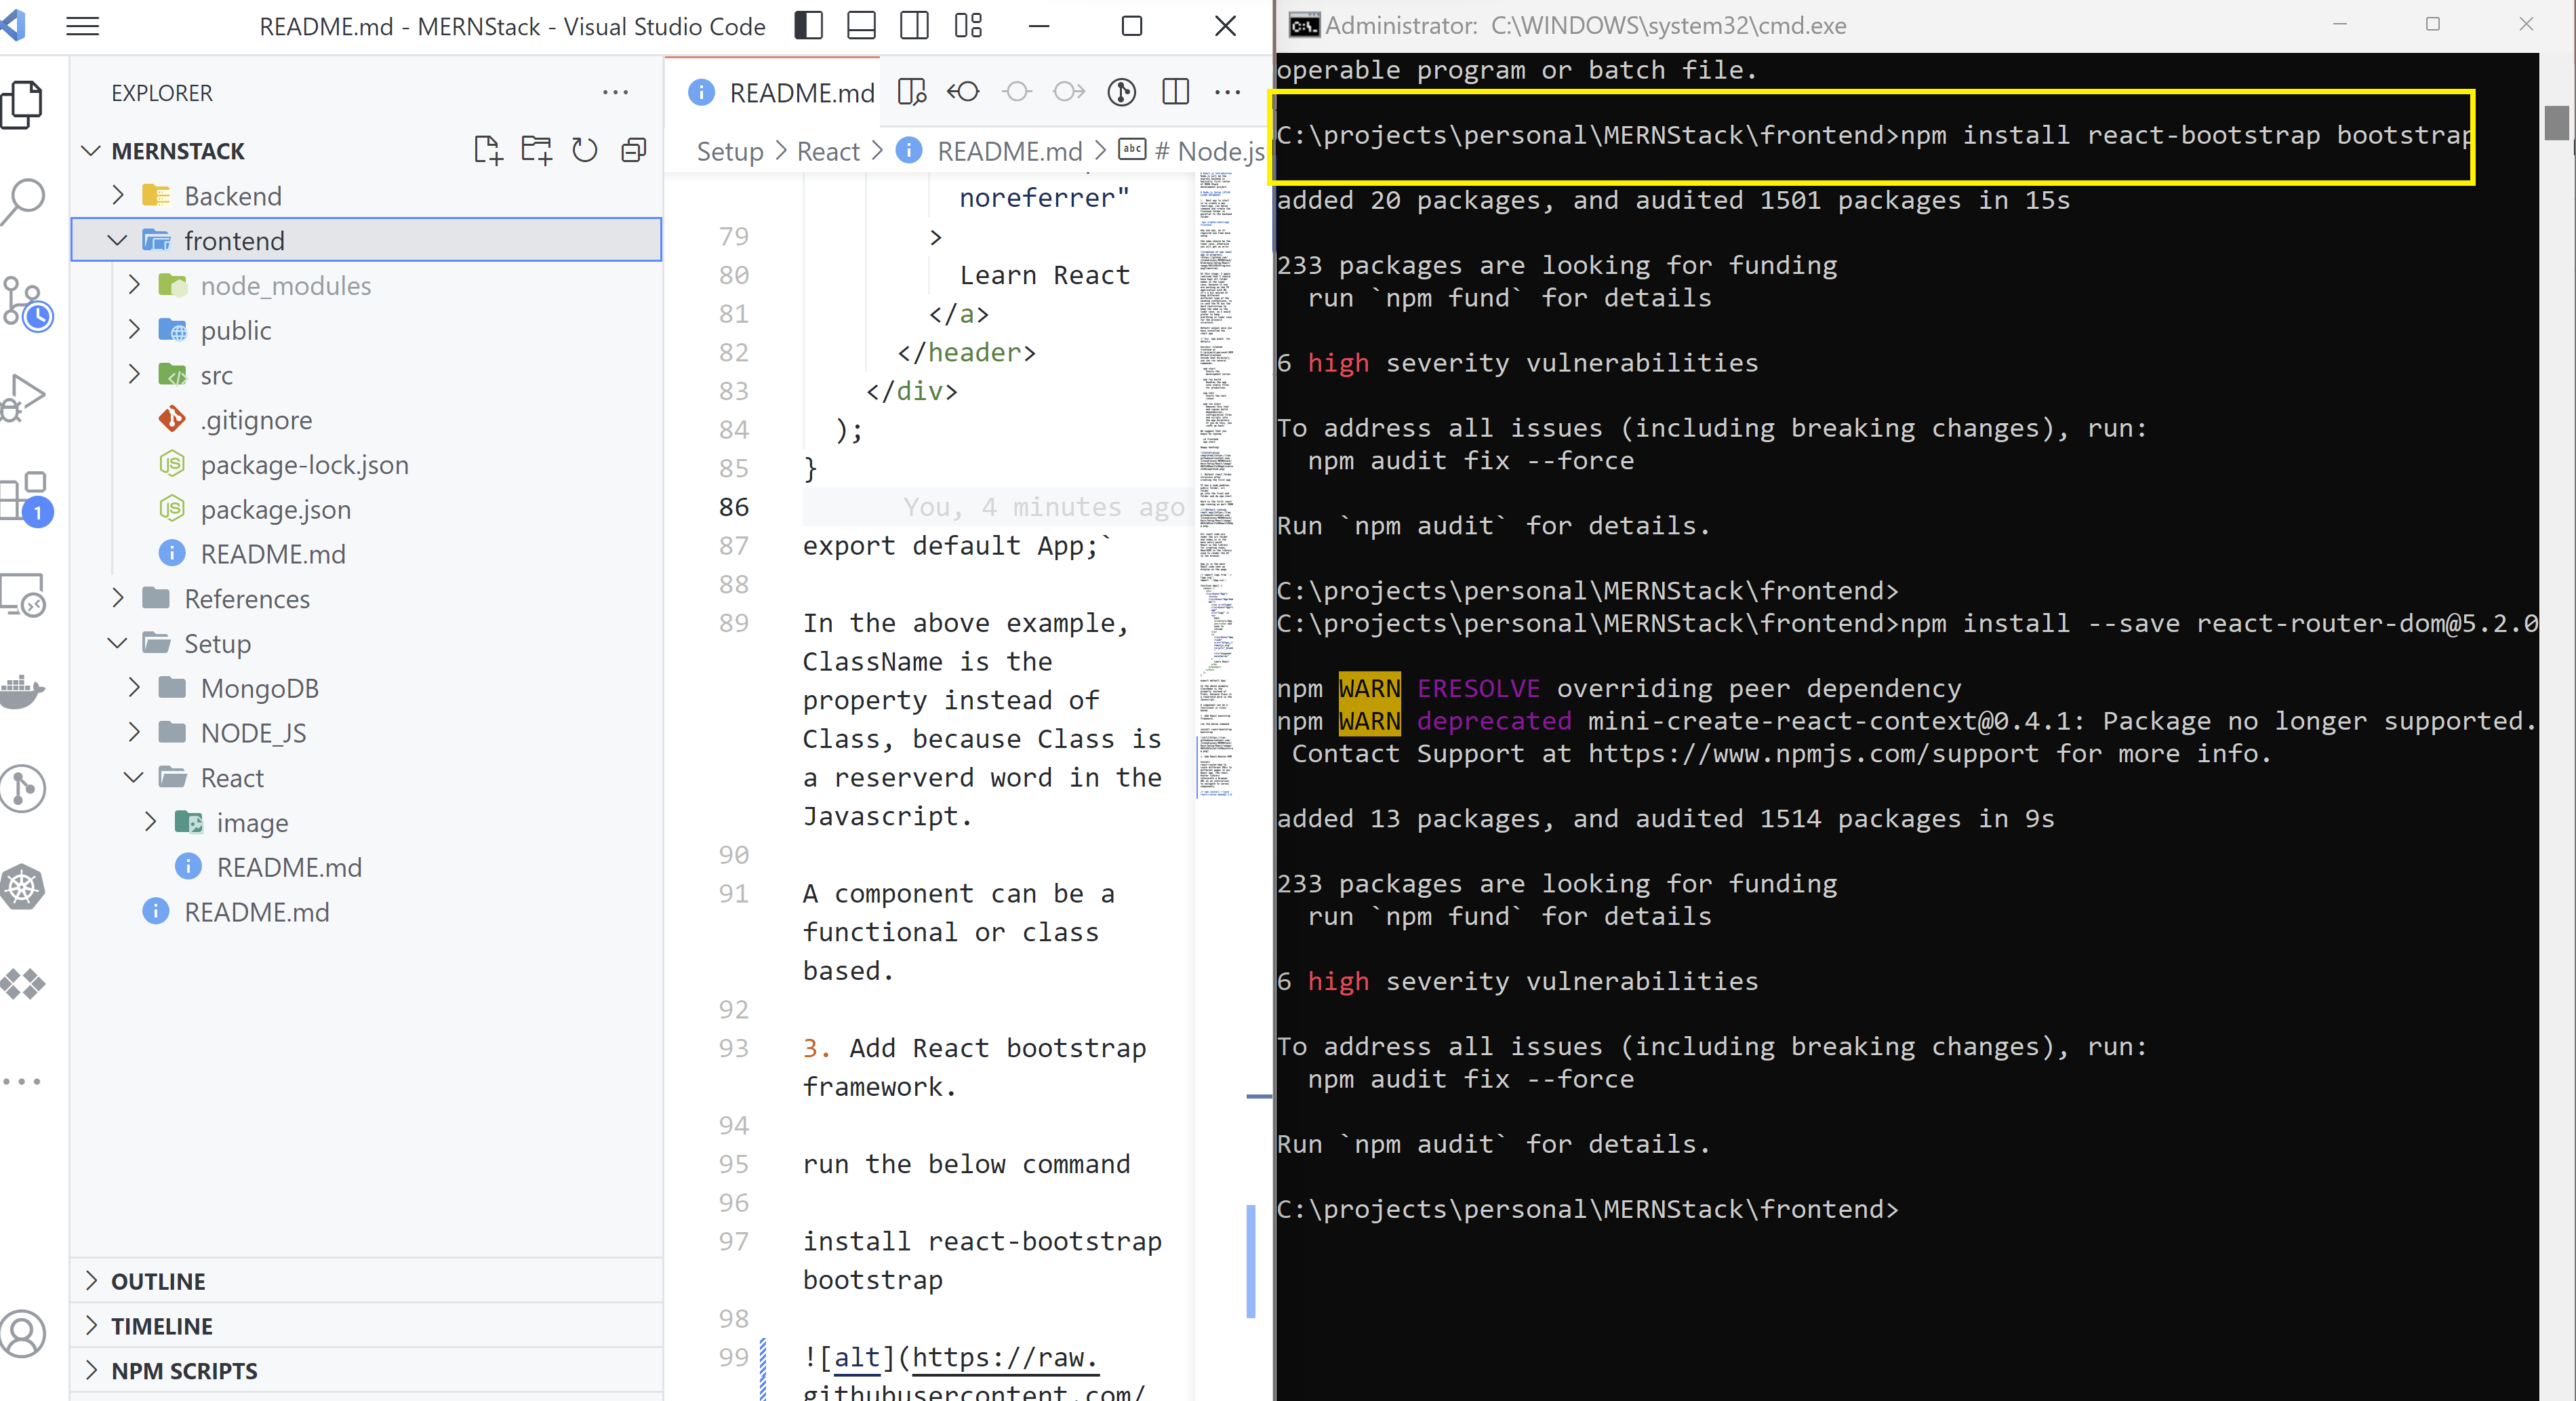 README.md - MERNStack - Visual Studio Code
EXPLORER
MERNSTACK
Backend
frontend
node_modules
public
src
.gitignore
package-lock.json
package.json
README.md
References
Setup
MongoDB
NODE_JS
React
image
README.md
README.md
OUTLINE
TIMELINE
NPM SCRIPTS
1
README.md
Setup > React > README.md > # Node.js
noreferrer"
79 >
80 Learn React
81 </a>
82 </header>
83 </div>
84 );
85 }
86 You, 4 minutes ago
87 export default App;`
88
89 In the above example,
ClassName is the
property instead of
Class, because Class is
a reserverd word in the
Javascript.
90
91 A component can be a
functional or class
based.
92
93 3. Add React bootstrap
framework.
94
95 run the below command
96
97 install react-bootstrap
bootstrap
98
99 ![alt](https://raw.
githubusercontent.com/
Administrator: C:\WINDOWS\system32\cmd.exe
operable program or batch file.
C:\projects\personal\MERNStack\frontend>npm install react-bootstrap bootstrap
added 20 packages, and audited 1501 packages in 15s
233 packages are looking for funding
run `npm fund` for details
6 high severity vulnerabilities
To address all issues (including breaking changes), run:
npm audit fix --force
Run `npm audit` for details.
C:\projects\personal\MERNStack\frontend>
C:\projects\personal\MERNStack\frontend>npm install --save react-router-dom@5.2.0
npm WARN ERESOLVE overriding peer dependency
npm WARN deprecated mini-create-react-context@0.4.1: Package no longer supported.
Contact Support at https://www.npmjs.com/support for more info.
added 13 packages, and audited 1514 packages in 9s
233 packages are looking for funding
run `npm fund` for details
6 high severity vulnerabilities
To address all issues (including breaking changes), run:
npm audit fix --force
Run `npm audit` for details.
C:\projects\personal\MERNStack\frontend>